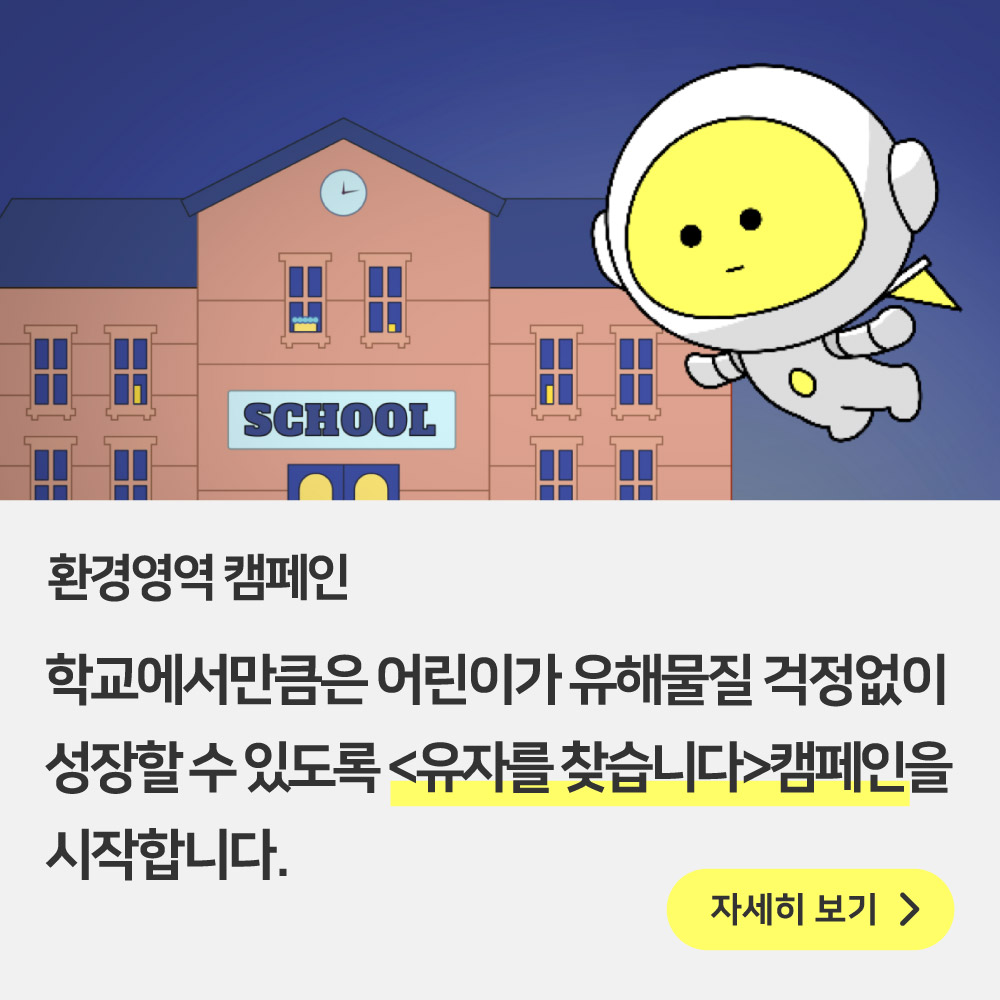 SCHOOL
환경영역 캠페인
학교에서만큼은 어린이가 유해물질 걱정없이
성장할 수 있도록 <유자를 찾습니다>캠페인을
시작합니다.
자세히 보기 >